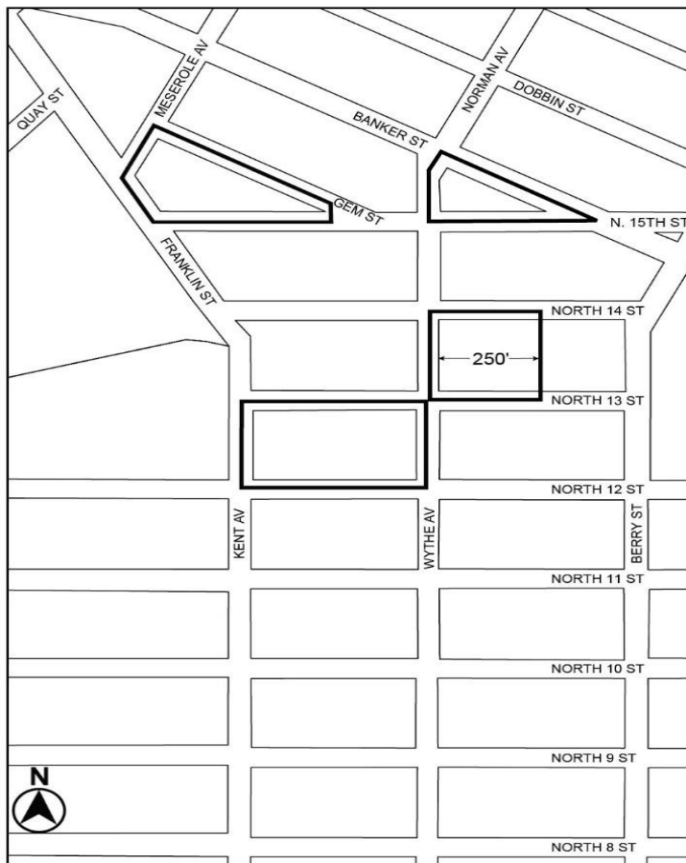 MESEROLE AV
NORMAN AV
QUAY ST
DOBBIN ST
BANKER ST
GEM ST
N. 15TH ST
FRANKLIN ST
NORTH 14 ST
250'
NORTH 13 ST
NORTH 12 ST
KENT AV
WYTHE AV
BERRY ST
NORTH 11 ST
NORTH 10 ST
NORTH 9 ST
N
NORTH 8 ST